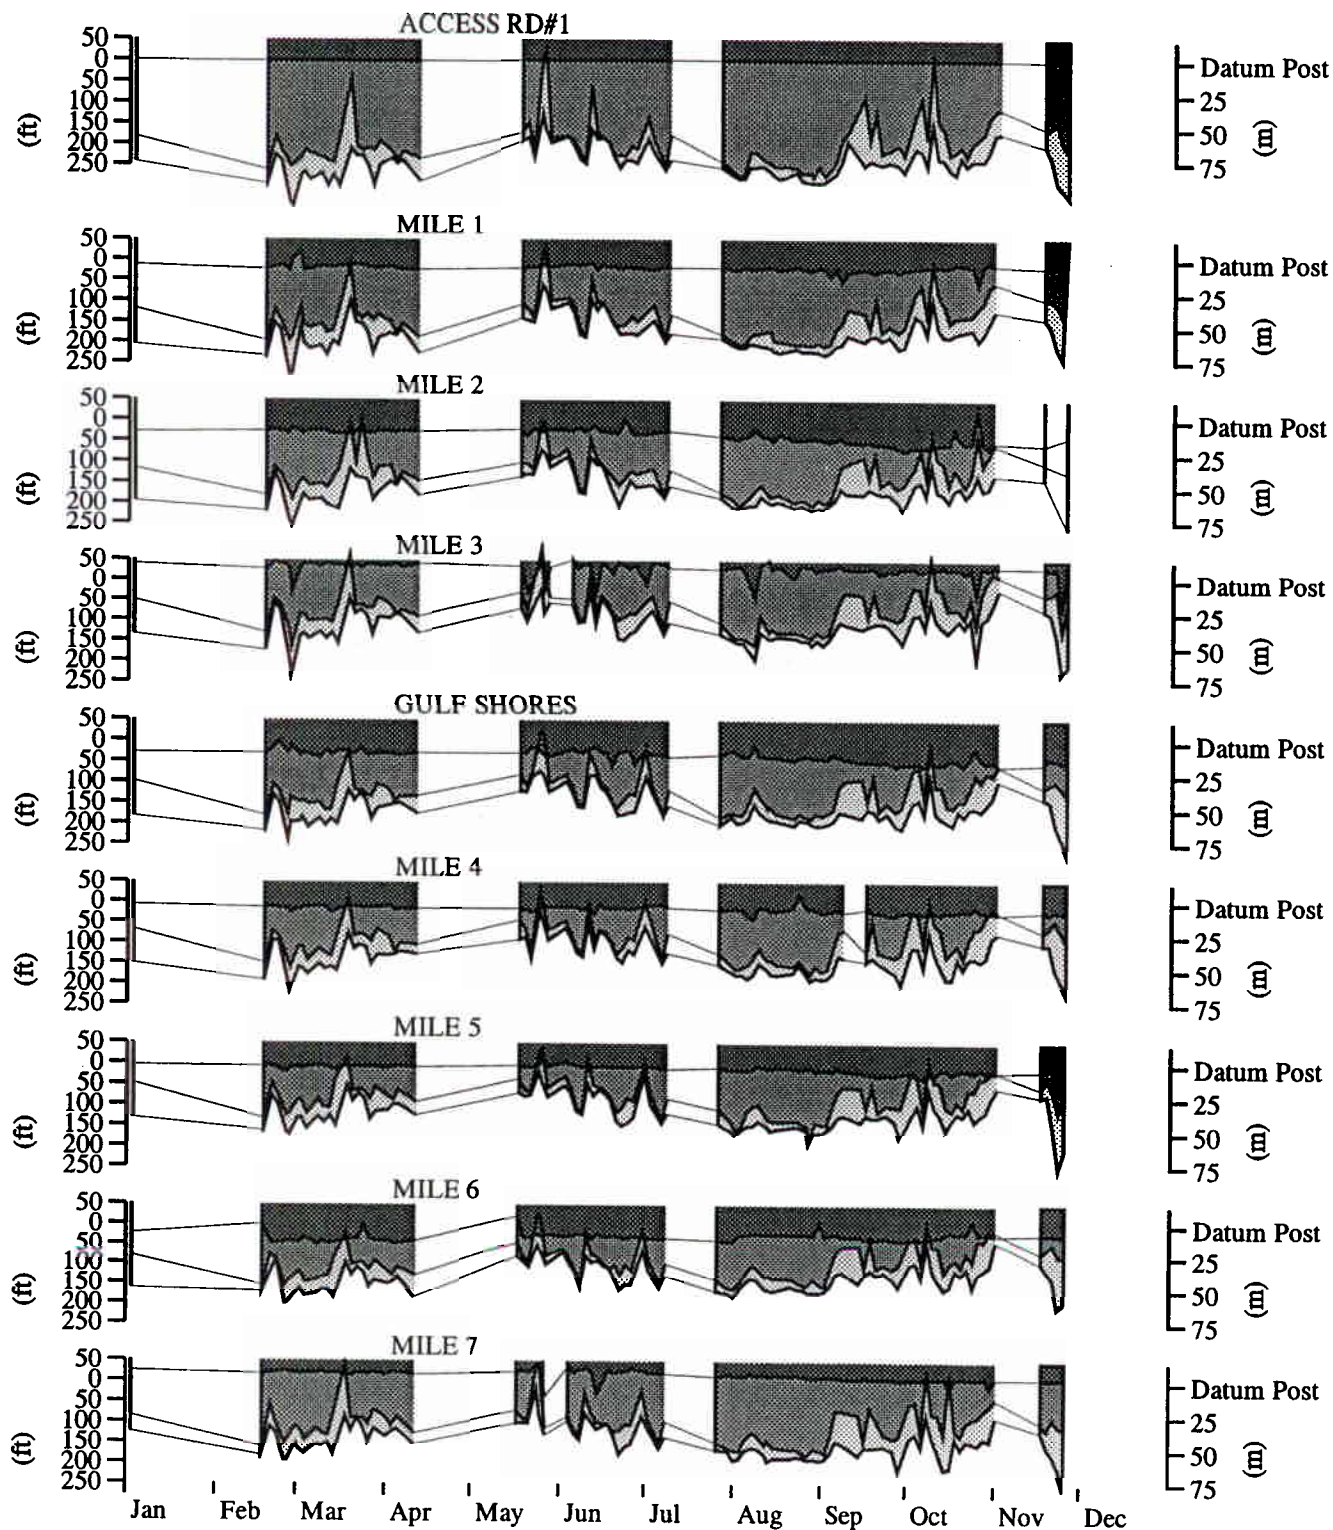 ACCESS RD#1
50
0
50
100
150
200
250
(ft)
Datum Post
25
50
75
(m)
MILE 1
50
0
50
100
150
200
250
(ft)
Datum Post
25
50
75
(m)
MILE 2
50
0
50
100
150
200
250
(ft)
Datum Post
25
50
75
(m)
MILE 3
50
0
50
100
150
200
250
(ft)
Datum Post
25
50
75
(m)
GULF SHORES
50
0
50
100
150
200
250
(ft)
Datum Post
25
50
75
(m)
MILE 4
50
0
50
100
150
200
250
(ft)
Datum Post
25
50
75
(m)
MILE 5
50
0
50
100
150
200
250
(ft)
Datum Post
25
50
75
(m)
MILE 6
50
0
50
100
150
200
250
(ft)
Datum Post
25
50
75
(m)
MILE 7
50
0
50
100
150
200
250
(ft)
Datum Post
25
50
75
(m)
Jan Feb Mar Apr May Jun Jul Aug Sep Oct Nov Dec